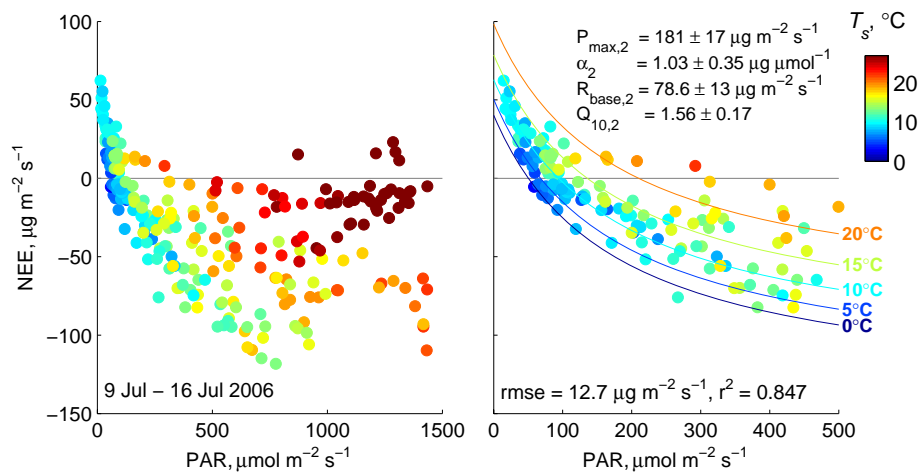 NEE, μg m⁻² s⁻¹
100
50
0
−50
−100
−150
0
500
1000
1500
PAR, μmol m⁻² s⁻¹
9 Jul – 16 Jul 2006
P_max,2 = 181 ± 17 μg m⁻² s⁻¹
α_2 = 1.03 ± 0.35 μg μmol⁻¹
R_base,2 = 78.6 ± 13 μg m⁻² s⁻¹
Q_10,2 = 1.56 ± 0.17
20°C
15°C
10°C
5°C
0°C
rmse = 12.7 μg m⁻² s⁻¹, r² = 0.847
0
100
200
300
400
500
PAR, μmol m⁻² s⁻¹
T_s, °C
20
10
0